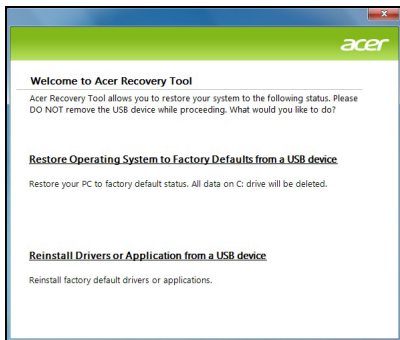 acer
Welcome to Acer Recovery Tool
Acer Recovery Tool allows you to restore your system to the following status. Please
DO NOT remove the USB device while proceeding. What would you like to do?
Restore Operating System to Factory Defaults from a USB device
Restore your PC to factory default status. All data on C: drive will be deleted.
Reinstall Drivers or Application from a USB device
Reinstall factory default drivers or applications.